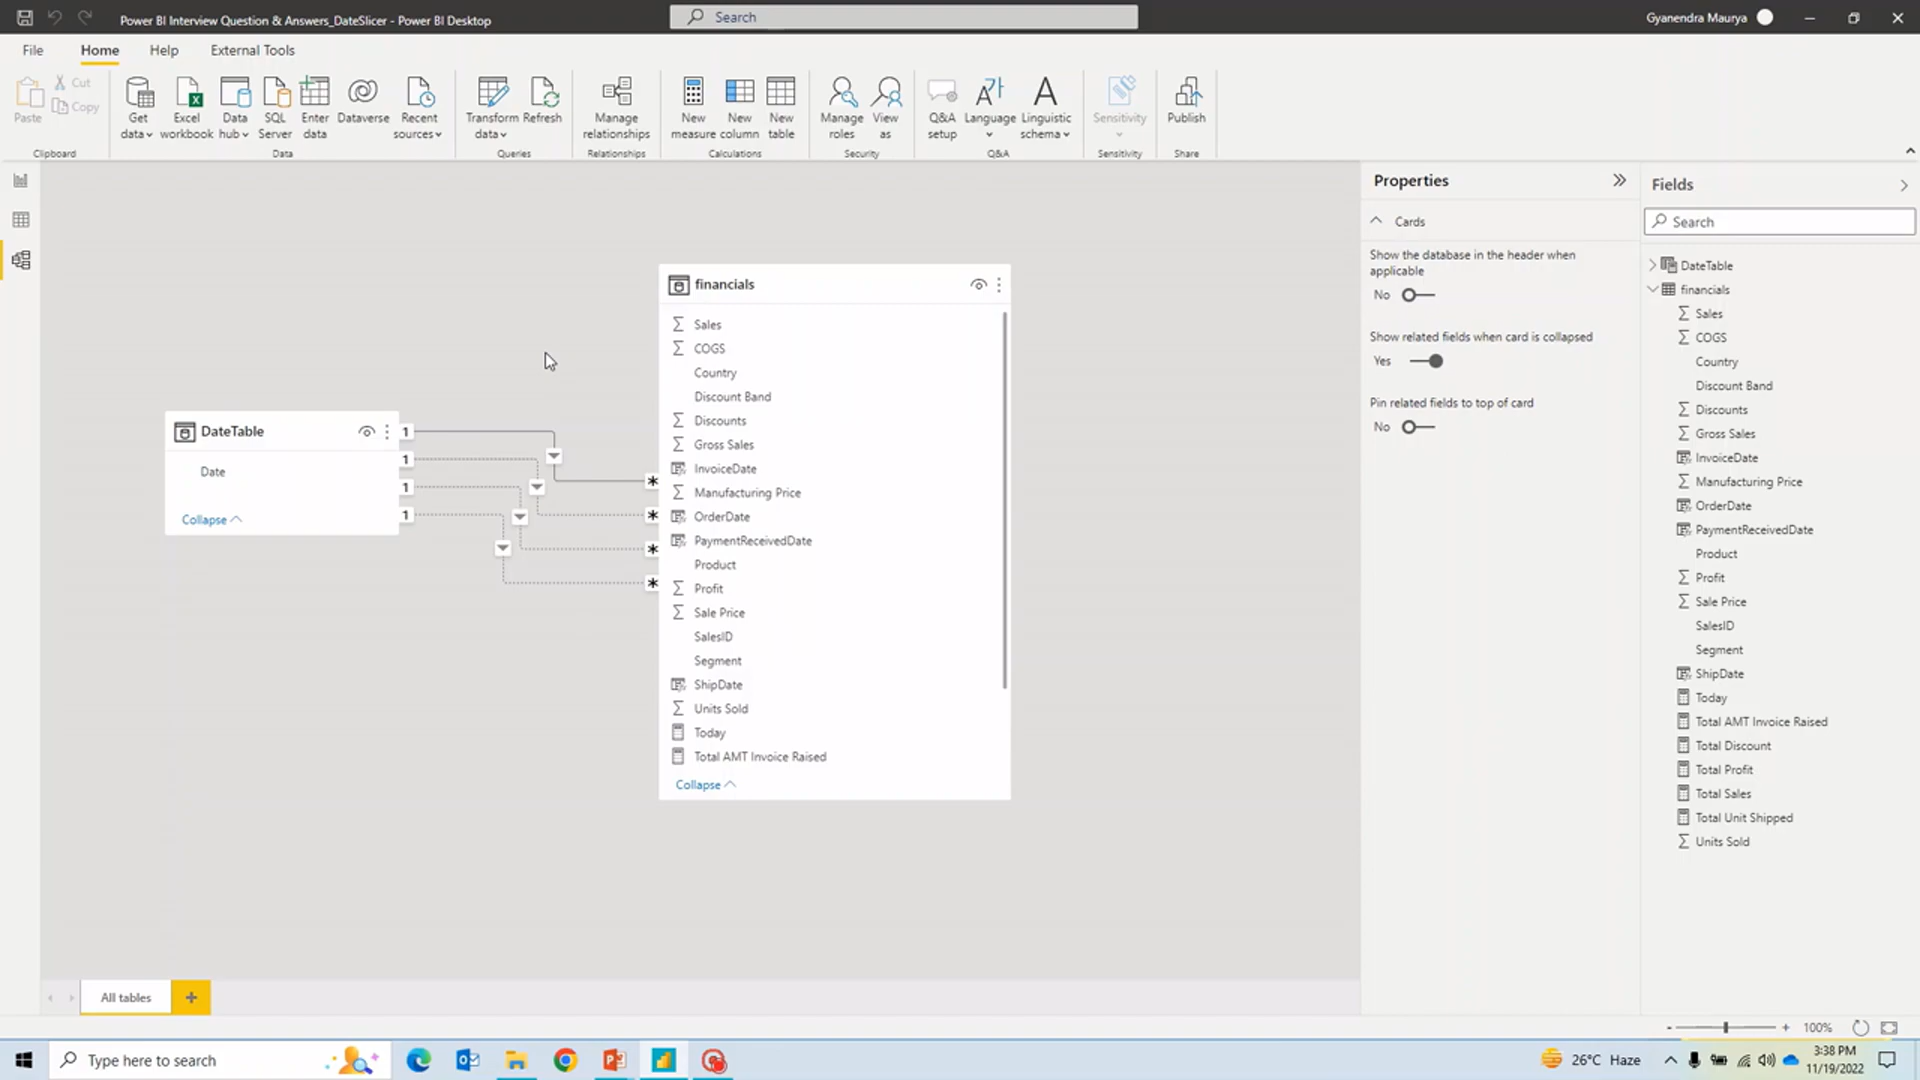 Power BI Interview Question & Answers_DateSlicer - Power BI Desktop
Search
Gyanendra Maurya
File
Home
Help
External Tools
Paste
Cut
Copy
Clipboard
Get data
Excel workbook
Data hub
SQL Server
Enter data
Dataverse
Recent sources
Data
Transform data
Refresh
Queries
Manage relationships
Relationships
New measure
New column
New table
Calculations
Manage roles
View as
Security
Q&A setup
Language
Linguistic schema
Q&A
Sensitivity
Sensitivity
Publish
Share
DateTable
Date
Collapse
1
1
1
1
*
*
*
*
financials
Sales
COGS
Country
Discount Band
Discounts
Gross Sales
InvoiceDate
Manufacturing Price
OrderDate
PaymentReceivedDate
Product
Profit
Sale Price
SalesID
Segment
ShipDate
Units Sold
Today
Total AMT Invoice Raised
Collapse
Properties
Cards
Show the database in the header when
applicable
No
Show related fields when card is collapsed
Yes
Pin related fields to top of card
No
Fields
Search
DateTable
financials
Sales
COGS
Country
Discount Band
Discounts
Gross Sales
InvoiceDate
Manufacturing Price
OrderDate
PaymentReceivedDate
Product
Profit
Sale Price
SalesID
Segment
ShipDate
Today
Total AMT Invoice Raised
Total Discount
Total Profit
Total Sales
Total Unit Shipped
Units Sold
All tables
+
- + 100%
Type here to search
26°C Haze
3:38 PM
11/19/2022